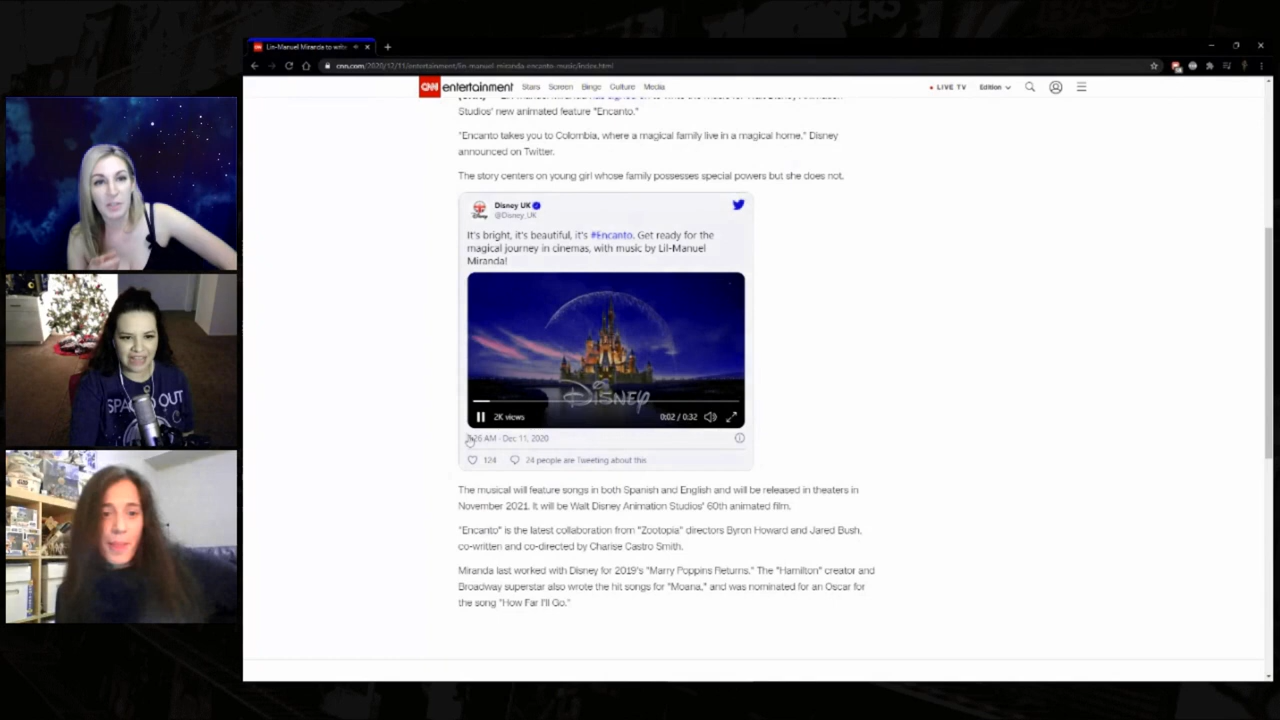 Lin-Manuel Miranda to write
cnn.com/2020/12/11/entertainment/lin-manuel-miranda-encanto-music/index.html
CNN entertainment Stars Screen Binge Culture Media LIVE TV Edition
Studios' new animated feature "Encanto."
"Encanto takes you to Colombia, where a magical family live in a magical home," Disney
announced on Twitter.
The story centers on young girl whose family possesses special powers but she does not.
Disney UK
@Disney_UK
It's bright, it's beautiful, it's #Encanto. Get ready for the
magical journey in cinemas, with music by Lil-Manuel
Miranda!
DISNEY
2K views 0:02 / 0:32
:26 AM - Dec 11, 2020
124 24 people are Tweeting about this
The musical will feature songs in both Spanish and English and will be released in theaters in
November 2021. It will be Walt Disney Animation Studios' 60th animated film.
"Encanto" is the latest collaboration from "Zootopia" directors Byron Howard and Jared Bush,
co-written and co-directed by Charise Castro Smith.
Miranda last worked with Disney for 2019's "Marry Poppins Returns." The "Hamilton" creator and
Broadway superstar also wrote the hit songs for "Moana," and was nominated for an Oscar for
the song "How Far I'll Go."